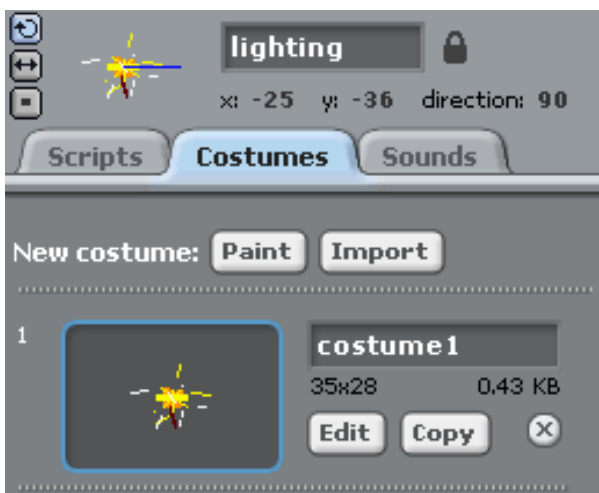 lighting
x: -25 y: -36 direction: 90
Scripts Costumes Sounds
New costume: Paint Import
1
costume1
35x28 0.43 KB
Edit Copy